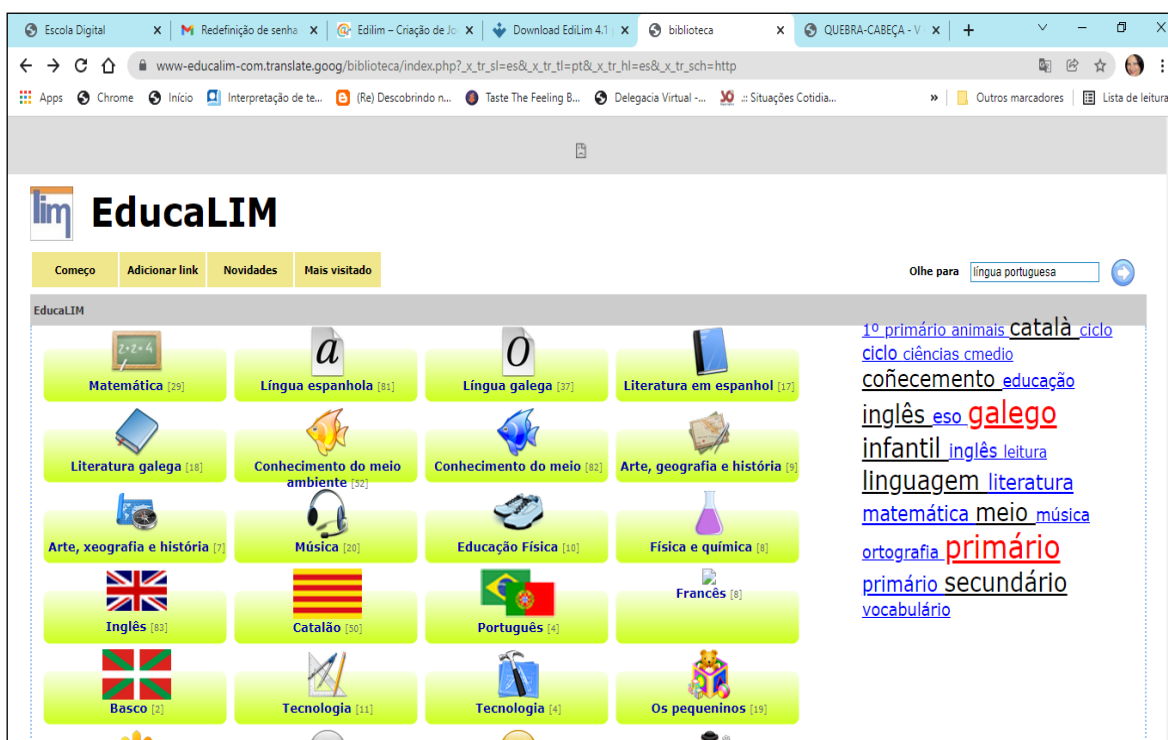 Escola Digital
Redefinição de senha
Edilim – Criação de Jo
Download EdiLim 4.1
biblioteca
QUEBRA-CABEÇA - V
www-educalim-com.translate.goog/biblioteca/index.php?_x_tr_sl=es&_x_tr_tl=pt&_x_tr_hl=es&_x_tr_sch=http
Apps Chrome Início Interpretação de te... (Re) Descobrindo n... Taste The Feeling B... Delegacia Virtual -... .:: Situações Cotidia... » Outros marcadores Lista de leitura
lim EducaLIM
Começo Adicionar link Novidades Mais visitado
Olhe para língua portuguesa
EducaLIM
2+2=4
a
O
Matemática [29] Língua espanhola [81] Língua galega [37] Literatura em espanhol [17]
Literatura galega [18] Conhecimento do meio ambiente [52] Conhecimento do meio [82] Arte, geografia e história [9]
Arte, xeografia e história [7] Música [20] Educação Física [10] Física e química [8]
Inglês [83] Catalão [50] Português [4] Francês [8]
Basco [2] Tecnologia [11] Tecnologia [4] Os pequeninos [19]
1º primário animais català ciclo
ciclo ciências cmedio
coñecemento educação
inglês eso galego
infantil inglês leitura
linguagem literatura
matemática meio música
ortografia primário
primário secundário
vocabulário